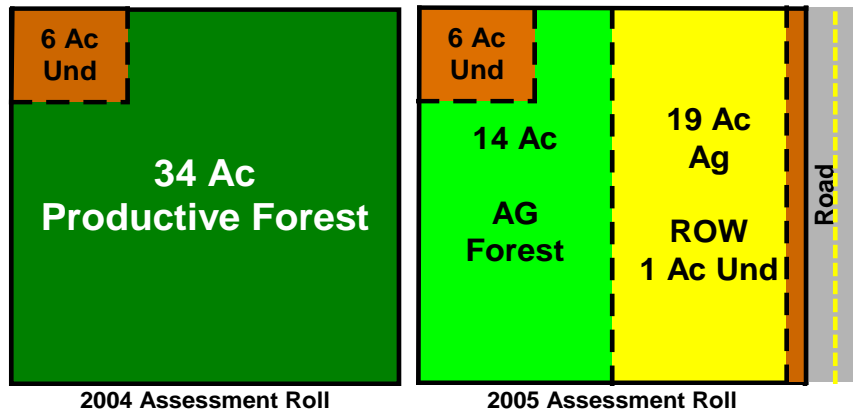 6 Ac
Und
34 Ac
Productive Forest
2004 Assessment Roll
6 Ac
Und
14 Ac
AG
Forest
19 Ac
Ag
ROW
1 Ac Und
Road
2005 Assessment Roll